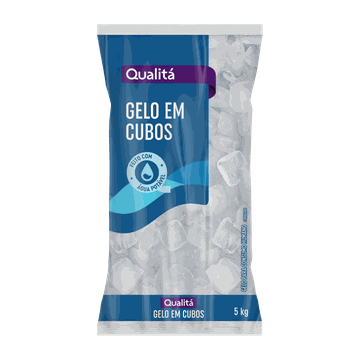 Qualitá
GELO EM
CUBOS
FEITO COM
ÁGUA POTÁVEL
Qualitá
GELO EM CUBOS
5 kg